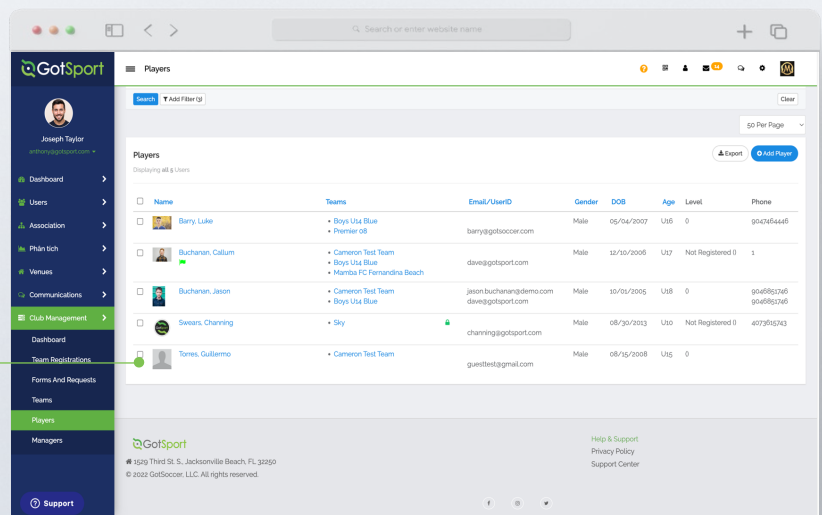 Search or enter website name
GotSport
Players
14
Joseph Taylor
anthony@gotsport.com
Dashboard
Users
Association
Phân tích
Venues
Communications
Club Management
Dashboard
Team Registrations
Forms And Requests
Teams
Players
Managers
Support
Search Add Filter (3) Clear
50 Per Page
Players
Displaying all 5 Users
Export Add Player
Name Teams Email/UserID Gender DOB Age Level Phone
Barry, Luke • Boys U14 Blue Male 05/04/2007 U16 0 9047464446
• Premier 08 barry@gotsoccer.com
Buchanan, Callum • Cameron Test Team Male 12/10/2006 U17 Not Registered () 1
• Boys U14 Blue dave@gotsport.com
• Mamba FC Fernandina Beach
Buchanan, Jason • Cameron Test Team jason.buchanan@demo.com Male 10/01/2005 U18 0 9046851746
• Boys U14 Blue dave@gotsport.com 9046851746
Swears, Channing • Sky Male 08/30/2013 U10 Not Registered () 4073615743
channing@gotsport.com
Torres, Guillermo • Cameron Test Team Male 08/15/2008 U15 0
guesttest@gmail.com
GotSport
1529 Third St. S., Jacksonville Beach, FL 32250
© 2022 GotSoccer, LLC. All rights reserved.
Help & Support
Privacy Policy
Support Center